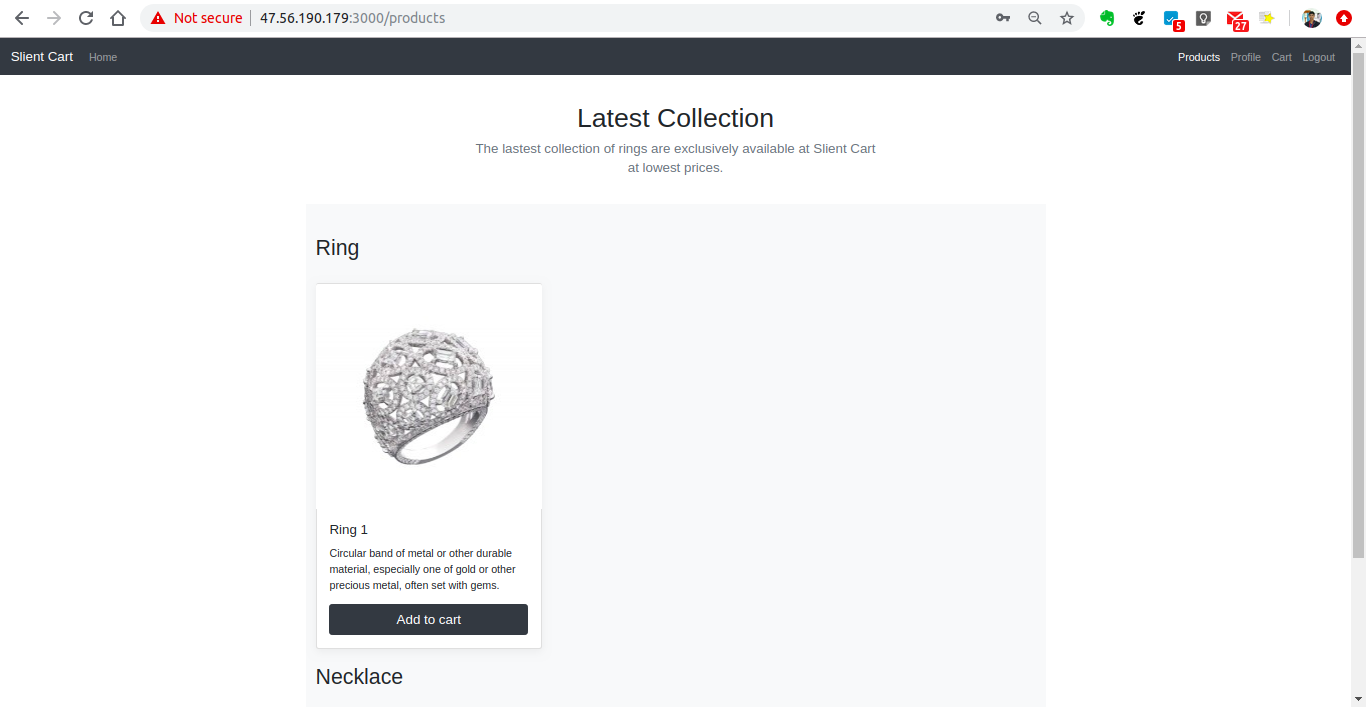 Not secure 47.56.190.179:3000/products 5 27
Slient Cart Home Products Profile Cart Logout
Latest Collection
The lastest collection of rings are exclusively available at Slient Cart
at lowest prices.
Ring
Ring 1
Circular band of metal or other durable
material, especially one of gold or other
precious metal, often set with gems.
Add to cart
Necklace